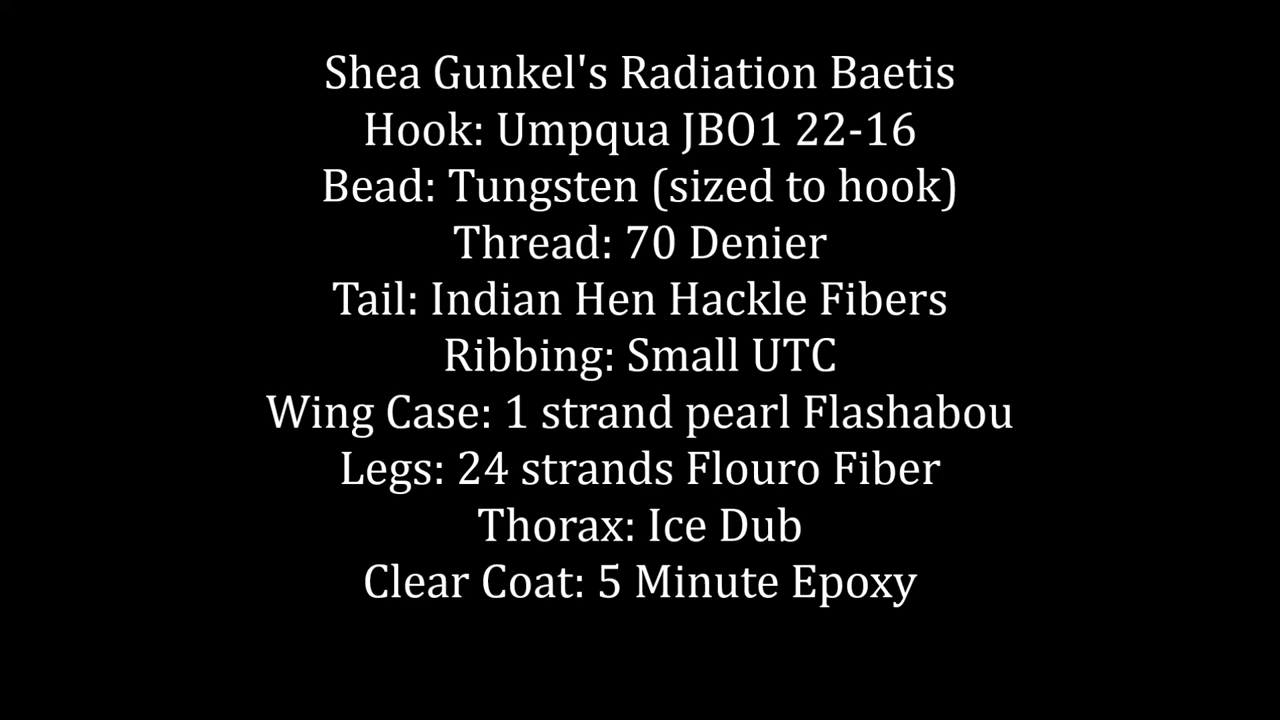 Shea Gunkel's Radiation Baetis
Hook: Umpqua JBO1 22-16
Bead: Tungsten (sized to hook)
Thread: 70 Denier
Tail: Indian Hen Hackle Fibers
Ribbing: Small UTC
Wing Case: 1 strand pearl Flashabou
Legs: 24 strands Flouro Fiber
Thorax: Ice Dub
Clear Coat: 5 Minute Epoxy